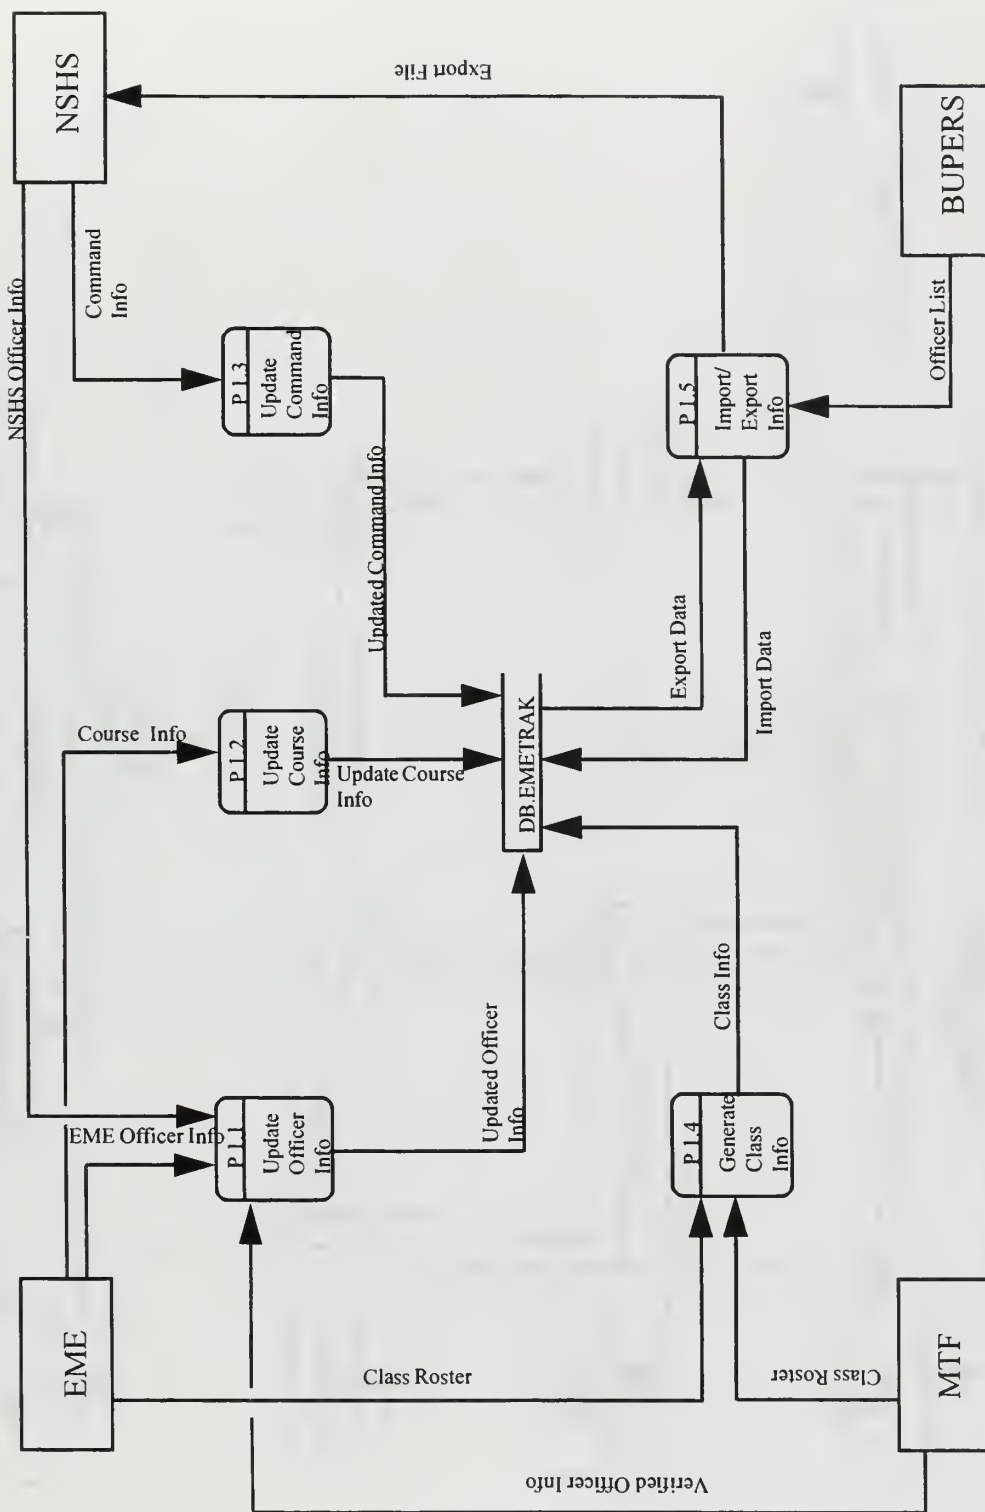 NSHS
Export File
BUPERS
NSHS Officer Info
Command
Info
Officer List
P 1.3
Update
Command
Info
P 1.5
Import/
Export
Info
Updated Command Info
Course Info
P 1.2
Update
Course
Info
Update Course
Info
DB.EMETRAK
Export Data
Import Data
EME Officer Info
P 1.1
Update
Officer
Info
Updated Officer
Info
Class Info
P 1.4
Generate
Class
Info
EME
Class Roster
Class Roster
MTF
Verified Officer Info